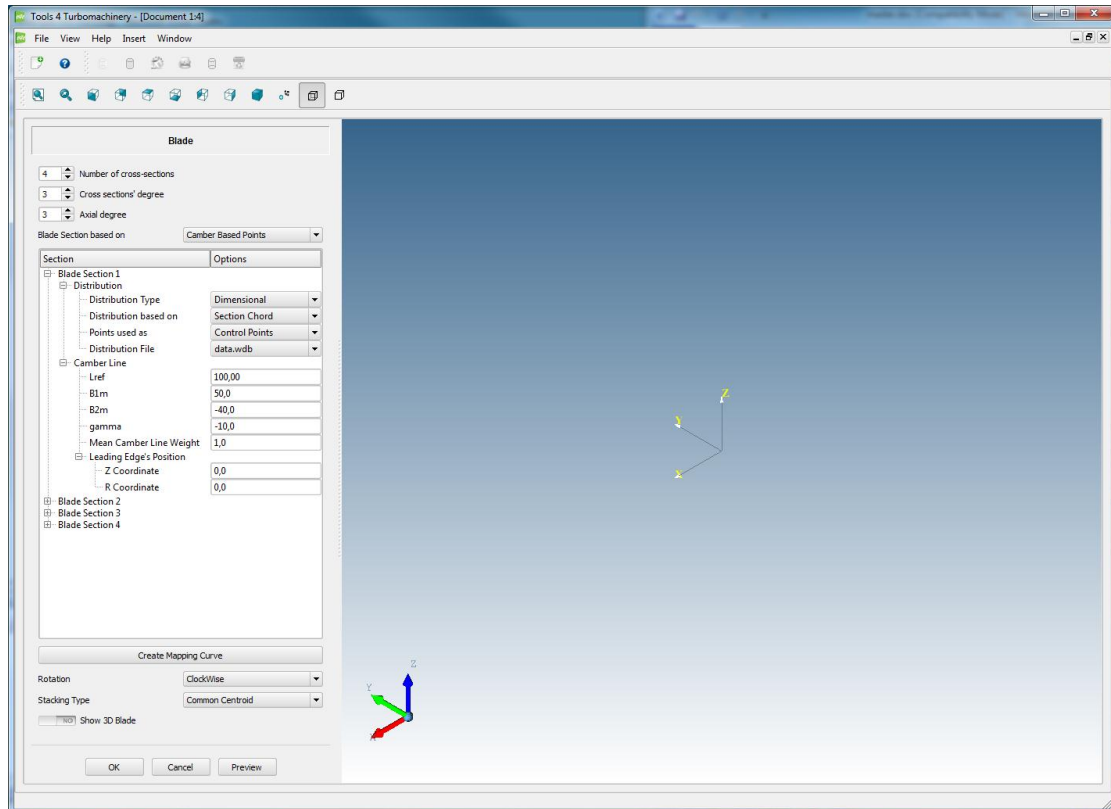 Tools 4 Turbomachinery - [Document 1:4]
File View Help Insert Window
Blade
4 Number of cross-sections
3 Cross sections' degree
3 Axial degree
Blade Section based on Camber Based Points
Section Options
Blade Section 1
Distribution
Distribution Type Dimensional
Distribution based on Section Chord
Points used as Control Points
Distribution File data.wdb
Camber Line
Lref 100,00
B1m 50,0
B2m -40,0
gamma -10,0
Mean Camber Line Weight 1,0
Leading Edge's Position
Z Coordinate 0,0
R Coordinate 0,0
Blade Section 2
Blade Section 3
Blade Section 4
Create Mapping Curve
Rotation ClockWise
Stacking Type Common Centroid
NO Show 3D Blade
OK Cancel Preview
Z
Y
X
Z
Y
X